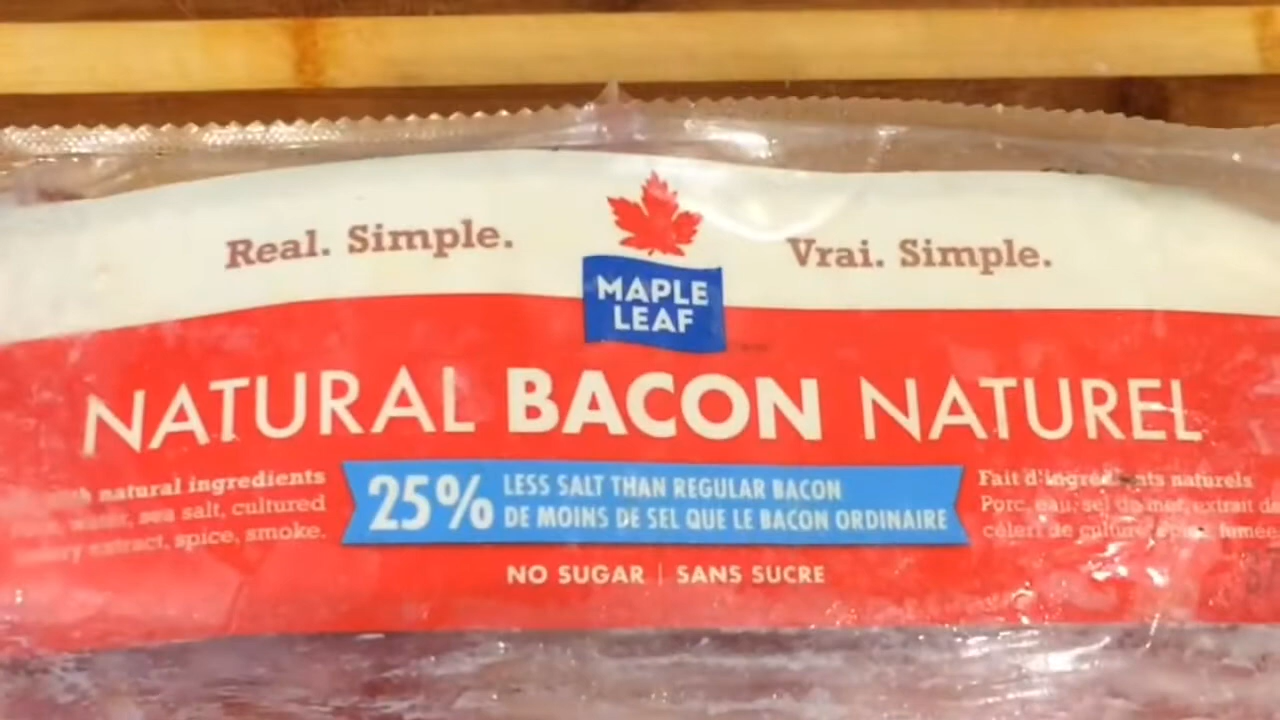 Real. Simple.
MAPLE
LEAF
Vrai. Simple.
NATURAL BACON NATUREL
natural ingredients
sea salt, cultured
extract, spice, smoke.
25%
LESS SALT THAN REGULAR BACON
DE MOINS DE SEL QUE LE BACON ORDINAIRE
Fait d'ingrédients naturels
Porc, eau, sel de mer, extrait de
céleri de culture, épice, fumée
NO SUGAR | SANS SUCRE